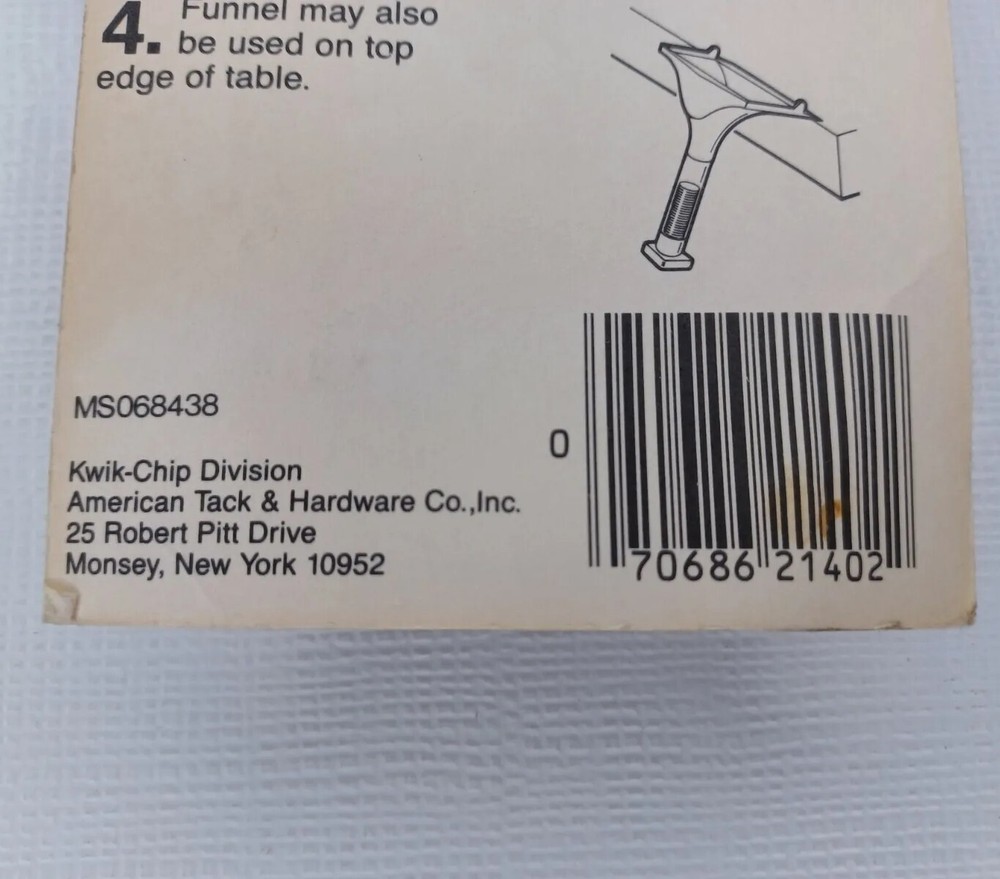 4. Funnel may also
be used on top
edge of table.
MS068438
Kwik-Chip Division
American Tack & Hardware Co.,Inc.
25 Robert Pitt Drive
Monsey, New York 10952
0 70686 21402